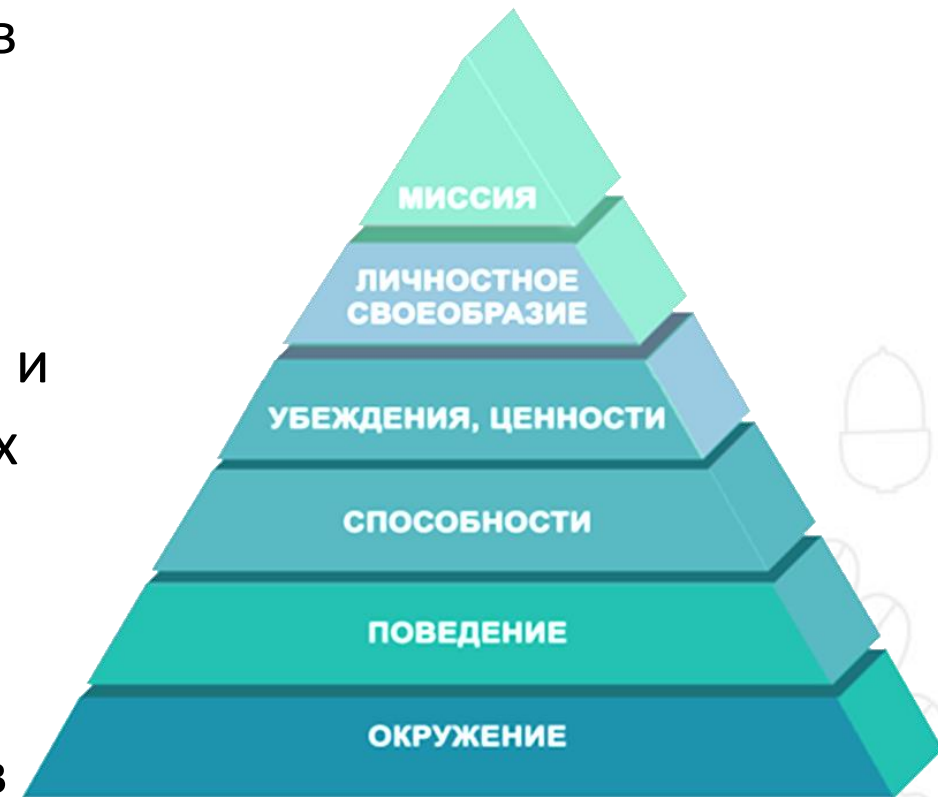 в
МИССИЯ
ЛИЧНОСТНОЕ
СВОЕОБРАЗИЕ
и
УБЕЖДЕНИЯ, ЦЕННОСТИ
х
СПОСОБНОСТИ
ПОВЕДЕНИЕ
ОКРУЖЕНИЕ
в